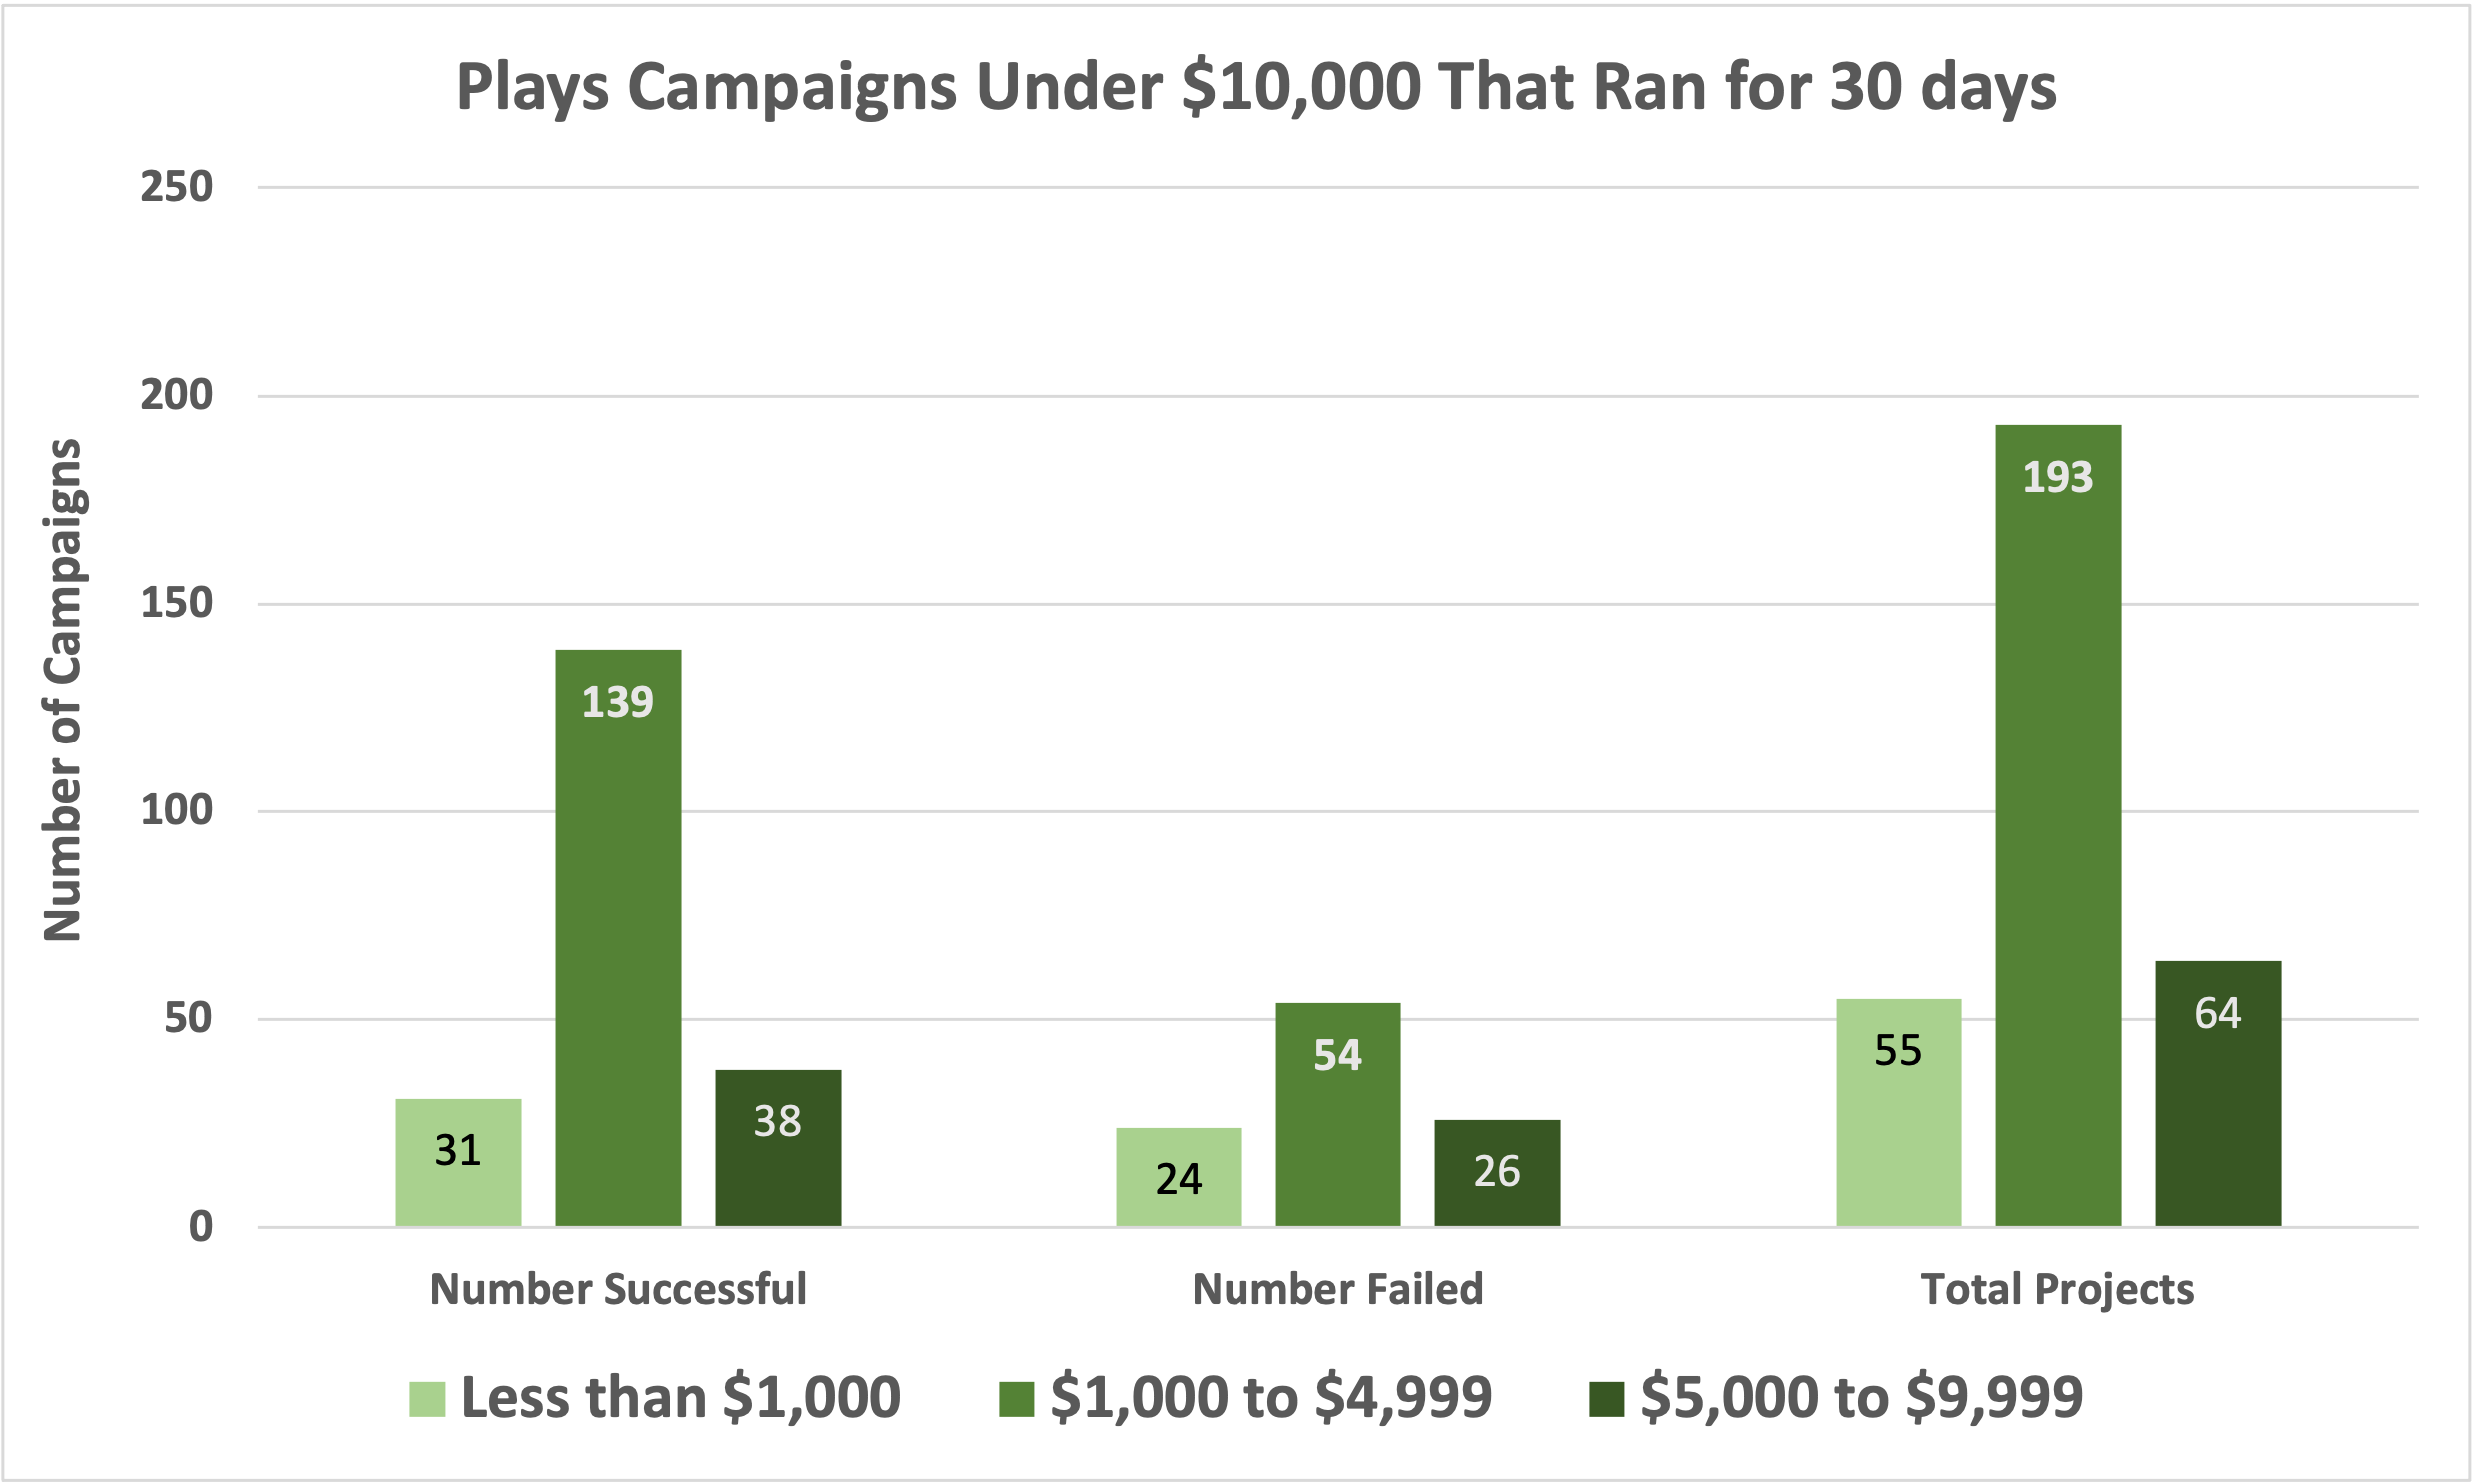 Plays Campaigns Under $10,000 That Ran for 30 days
250
200
150
100
50
0
Number of Campaigns
31
139
38
24
54
26
55
193
64
Number Successful
Number Failed
Total Projects
Less than $1,000
$1,000 to $4,999
$5,000 to $9,999